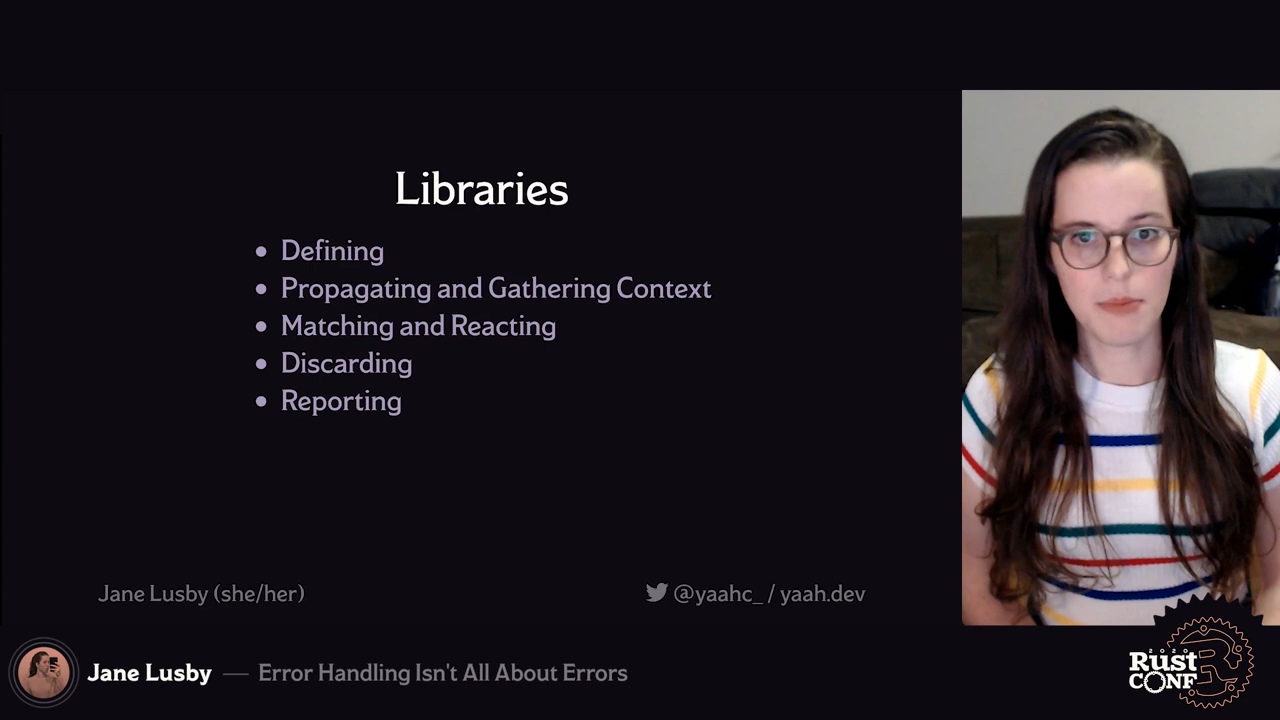 Libraries
Defining
Propagating and Gathering Context
Matching and Reacting
Discarding
Reporting
Jane Lusby (she/her)
@yaahc_ / yaah.dev
Jane Lusby — Error Handling Isn't All About Errors
2020
Rust
CONF
R